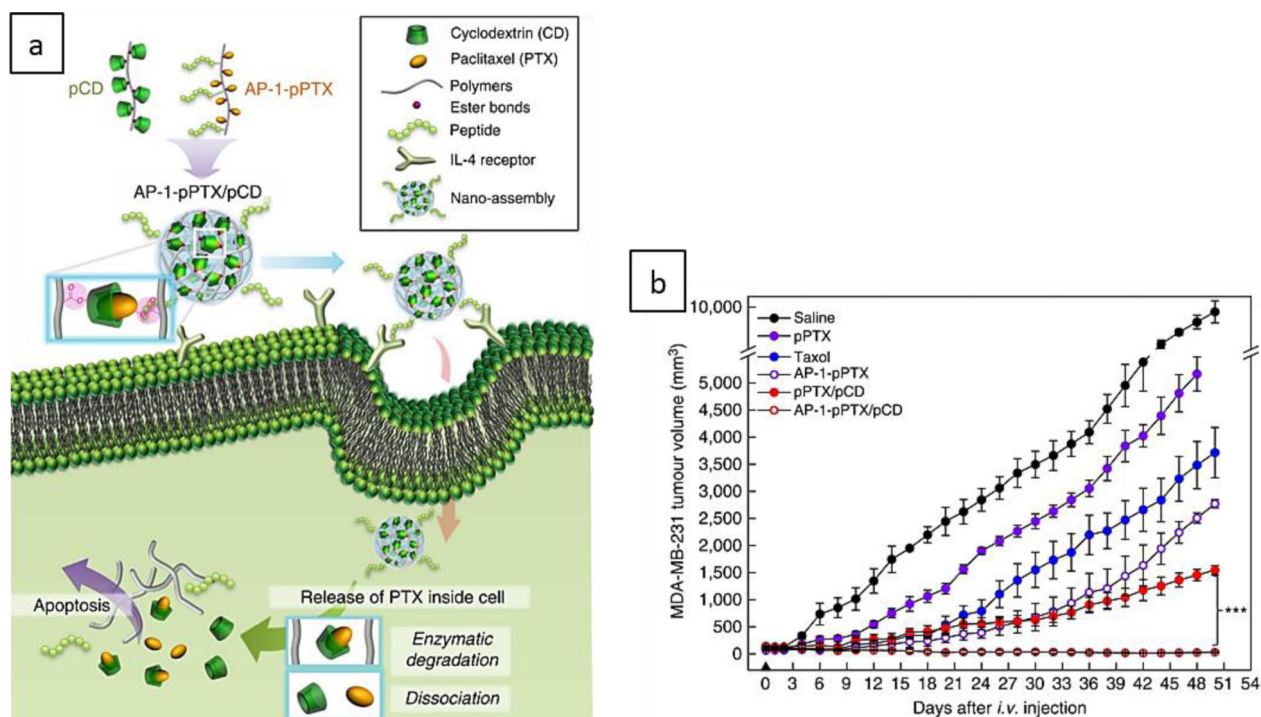 a
pCD
AP-1-pPTX
AP-1-pPTX/pCD
Cyclodextrin (CD)
Paclitaxel (PTX)
Polymers
Ester bonds
Peptide
IL-4 receptor
Nano-assembly
Apoptosis
Release of PTX inside cell
Enzymatic
degradation
Dissociation
b
MDA-MB-231 tumour volume (mm³)
10,000
5,000
4,500
4,000
3,500
3,000
2,500
2,000
1,500
1,000
500
0
Saline
pPTX
Taxol
AP-1-pPTX
pPTX/pCD
AP-1-pPTX/pCD
***
0 3 6 9 12 15 18 21 24 27 30 33 36 39 42 45 48 51 54
Days after i.v. injection